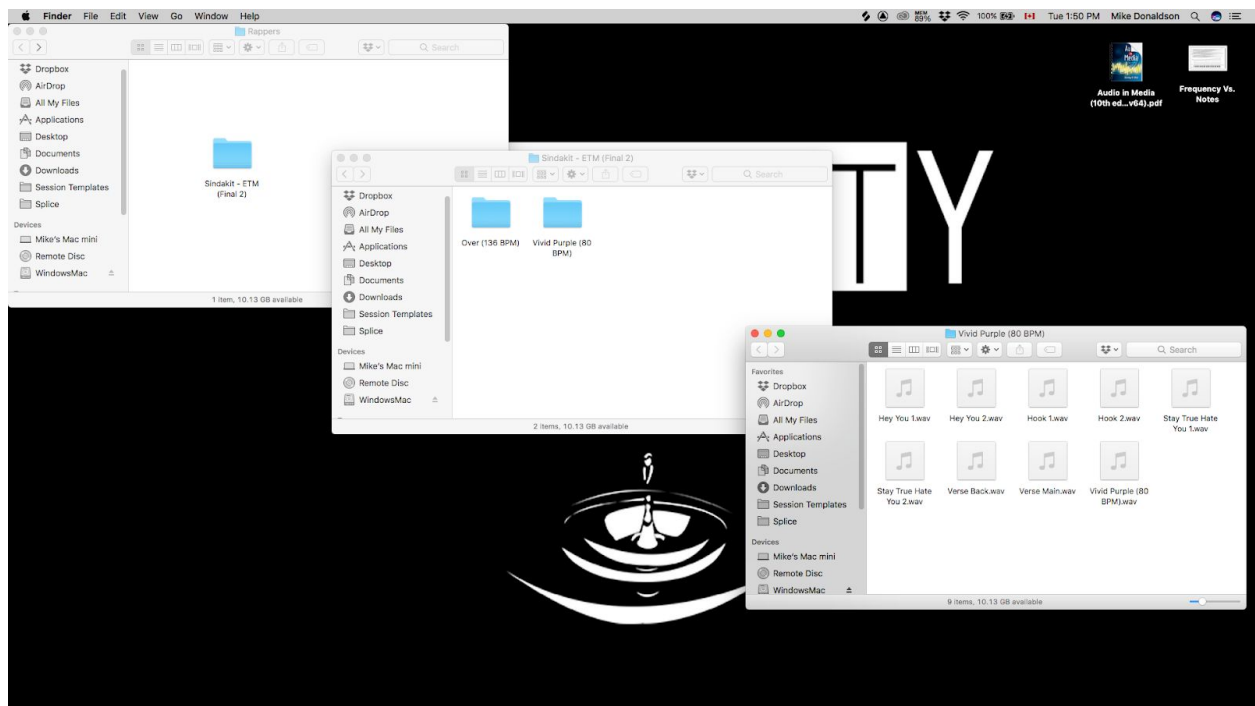 Finder File Edit View Go Window Help
MEM
89%
100%
Tue 1:50 PM Mike Donaldson
Rappers
Search
Dropbox
AirDrop
All My Files
Applications
Desktop
Documents
Downloads
Session Templates
Splice
Devices
Mike's Mac mini
Remote Disc
WindowsMac
Sindakit - ETM
(Final 2)
1 item, 10.13 GB available
Sindakit - ETM (Final 2)
Search
Dropbox
AirDrop
All My Files
Applications
Desktop
Documents
Downloads
Session Templates
Splice
Devices
Mike's Mac mini
Remote Disc
WindowsMac
Over (136 BPM)
Vivid Purple (80
BPM)
2 items, 10.13 GB available
Vivid Purple (80 BPM)
Search
Favorites
Dropbox
AirDrop
All My Files
Applications
Desktop
Documents
Downloads
Session Templates
Splice
Devices
Mike's Mac mini
Remote Disc
WindowsMac
Hey You 1.wav
Hey You 2.wav
Hook 1.wav
Hook 2.wav
Stay True Hate
You 1.wav
Stay True Hate
You 2.wav
Verse Back.wav
Verse Main.wav
Vivid Purple (80
BPM).wav
9 items, 10.13 GB available
Audio in Media
(10th ed...v64).pdf
Frequency Vs.
Notes
TY